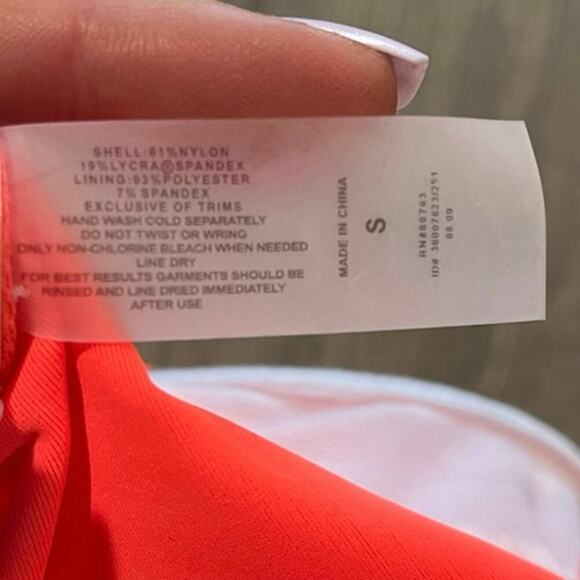 SHELL:81%NYLON
19%LYCRA®SPANDEX
LINING:93%POLYESTER
7% SPANDEX
EXCLUSIVE OF TRIMS
HAND WASH COLD SEPARATELY
DO NOT TWIST OR WRING
ONLY NON-CHLORINE BLEACH WHEN NEEDED
LINE DRY
FOR BEST RESULTS GARMENTS SHOULD BE
RINSED AND LINE DRIED IMMEDIATELY
AFTER USE
MADE IN CHINA
S
RN#80763
ID# 36007623/251
08 09